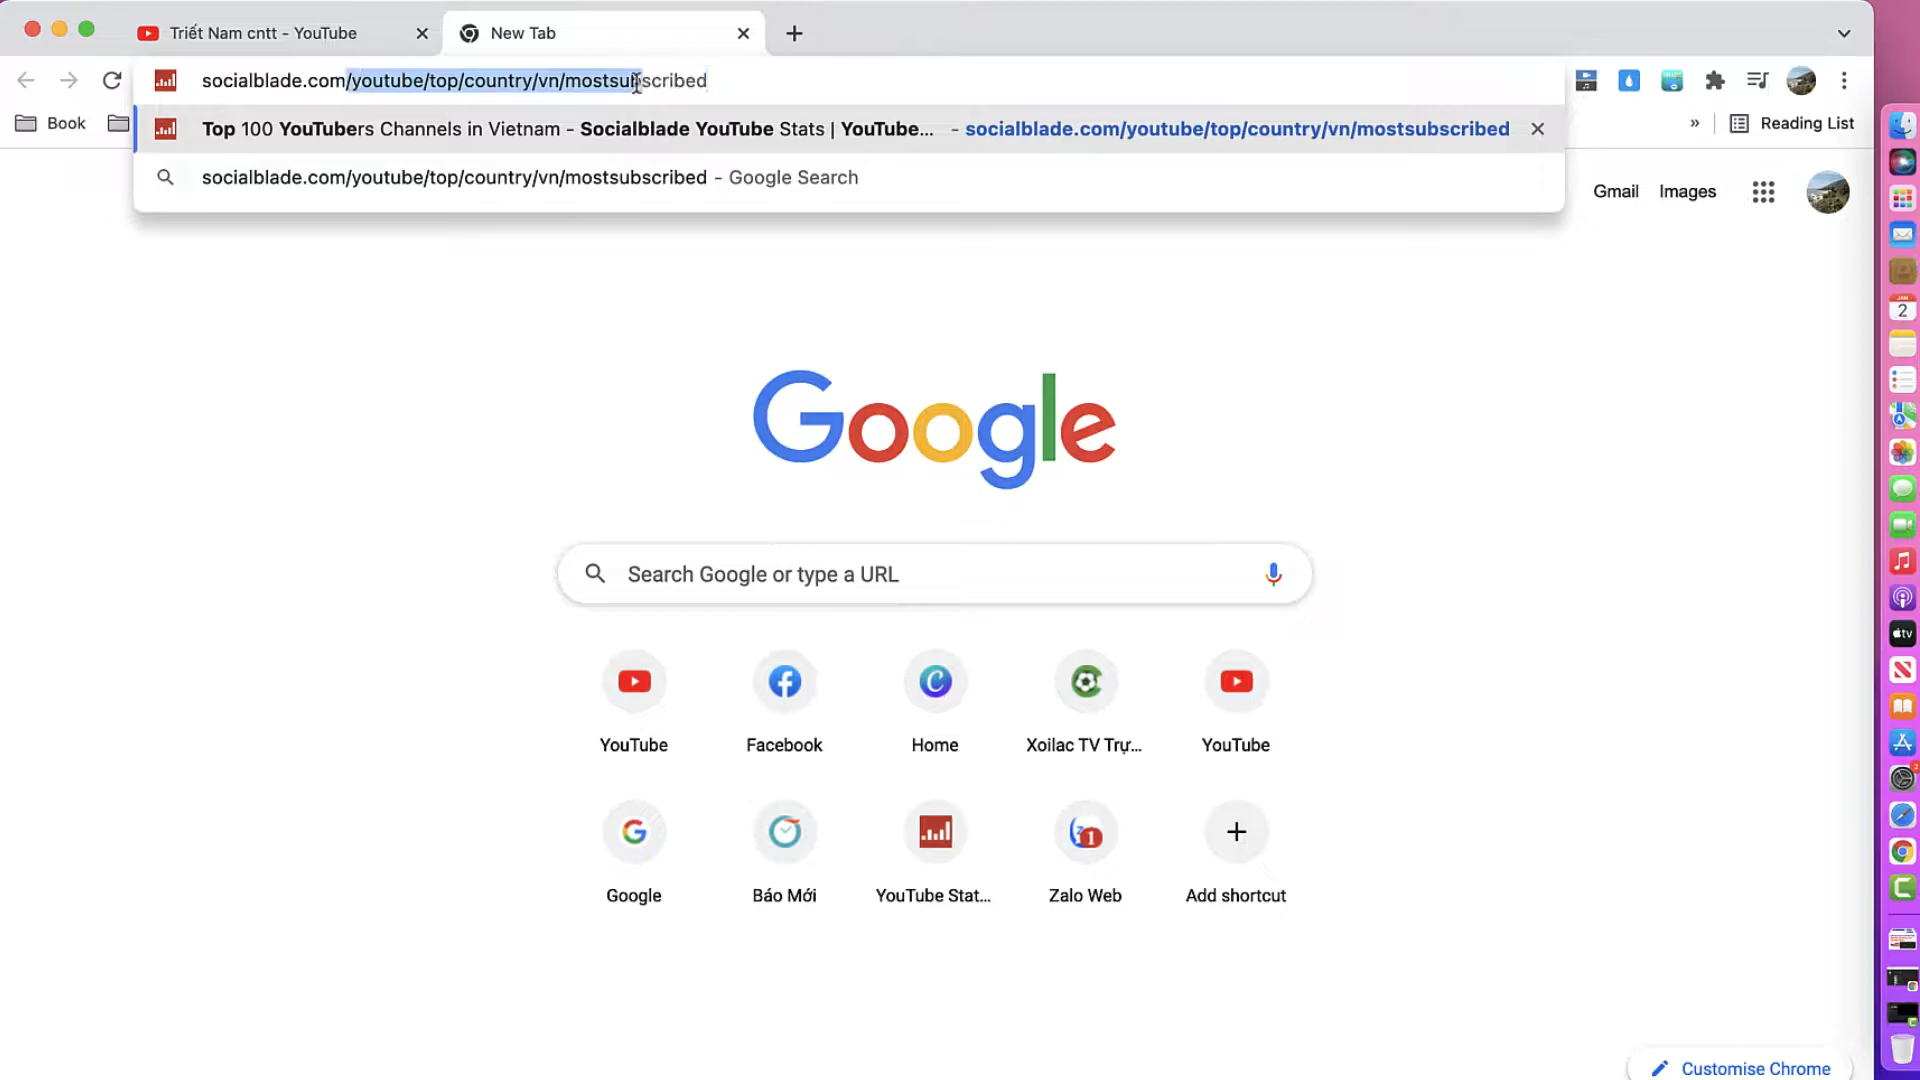 Triết Nam cntt - YouTube
New Tab
socialblade.com/youtube/top/country/vn/mostsubscribed
Top 100 YouTubers Channels in Vietnam - Socialblade YouTube Stats | YouTube... - socialblade.com/youtube/top/country/vn/mostsubscribed
Book
» Reading List
socialblade.com/youtube/top/country/vn/mostsubscribed - Google Search
Gmail Images
JAN
2
Google
Search Google or type a URL
YouTube
Facebook
Home
Xoilac TV Trự...
YouTube
Google
Báo Mới
YouTube Stat...
Zalo Web
Add shortcut
tv
Customise Chrome